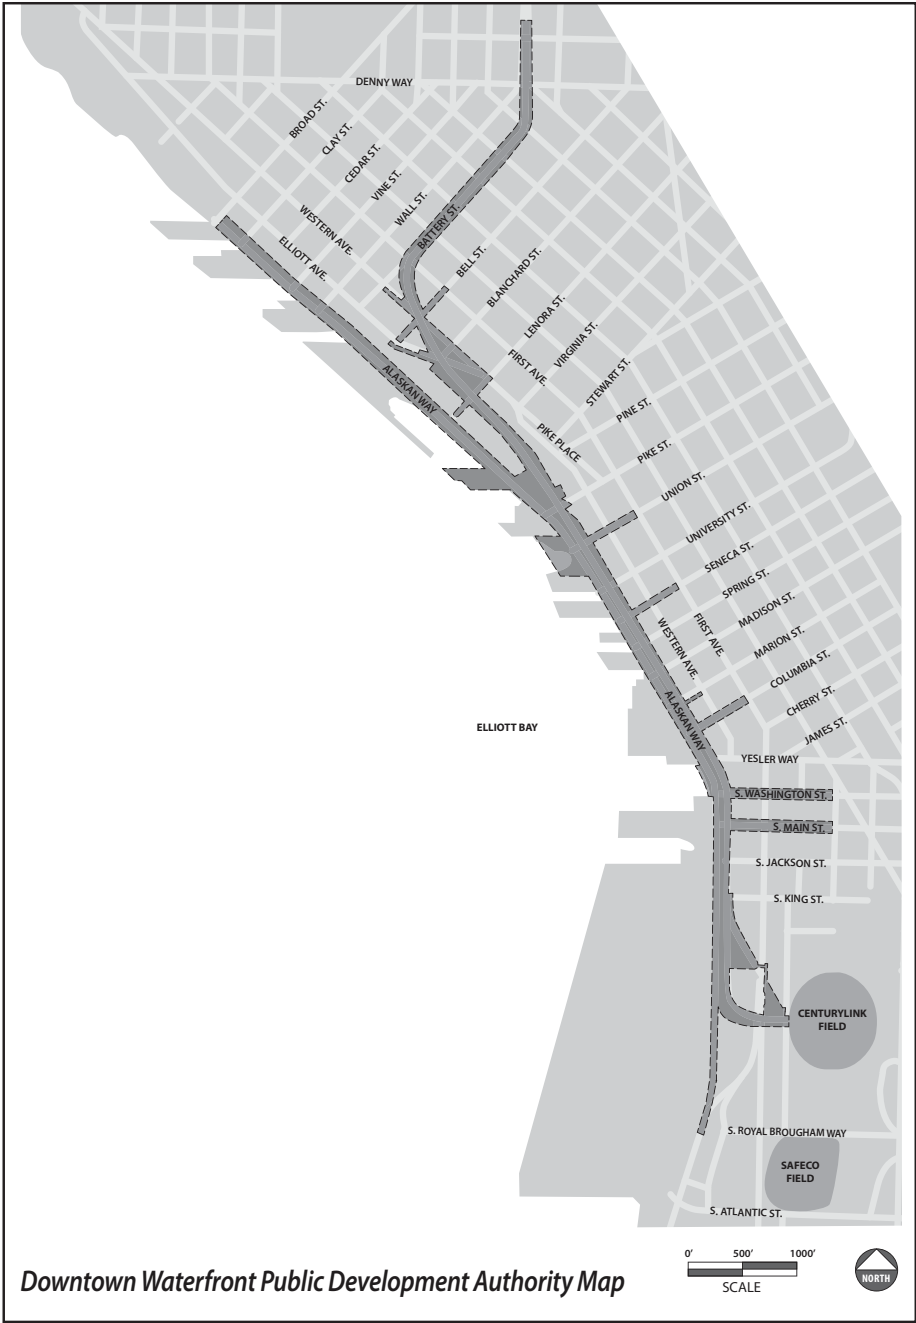 DENNY WAY
BROAD ST.
CLAY ST.
CEDAR ST.
VINE ST.
WALL ST.
BATTERY ST.
WESTERN AVE.
ELLIOTT AVE.
BELL ST.
BLANCHARD ST.
LENORA ST.
VIRGINIA ST.
FIRST AVE.
STEWART ST.
ALASKAN WAY
PINE ST.
PIKE PLACE
PIKE ST.
UNION ST.
UNIVERSITY ST.
SENECA ST.
SPRING ST.
MADISON ST.
FIRST AVE.
WESTERN AVE.
MARION ST.
COLUMBIA ST.
CHERRY ST.
ALASKAN WAY
JAMES ST.
ELLIOTT BAY
YESLER WAY
S. WASHINGTON ST.
S. MAIN ST.
S. JACKSON ST.
S. KING ST.
CENTURYLINK
FIELD
S. ROYAL BROUGHAM WAY
SAFECO
FIELD
S. ATLANTIC ST.
0' 500' 1000'
SCALE
NORTH
Downtown Waterfront Public Development Authority Map